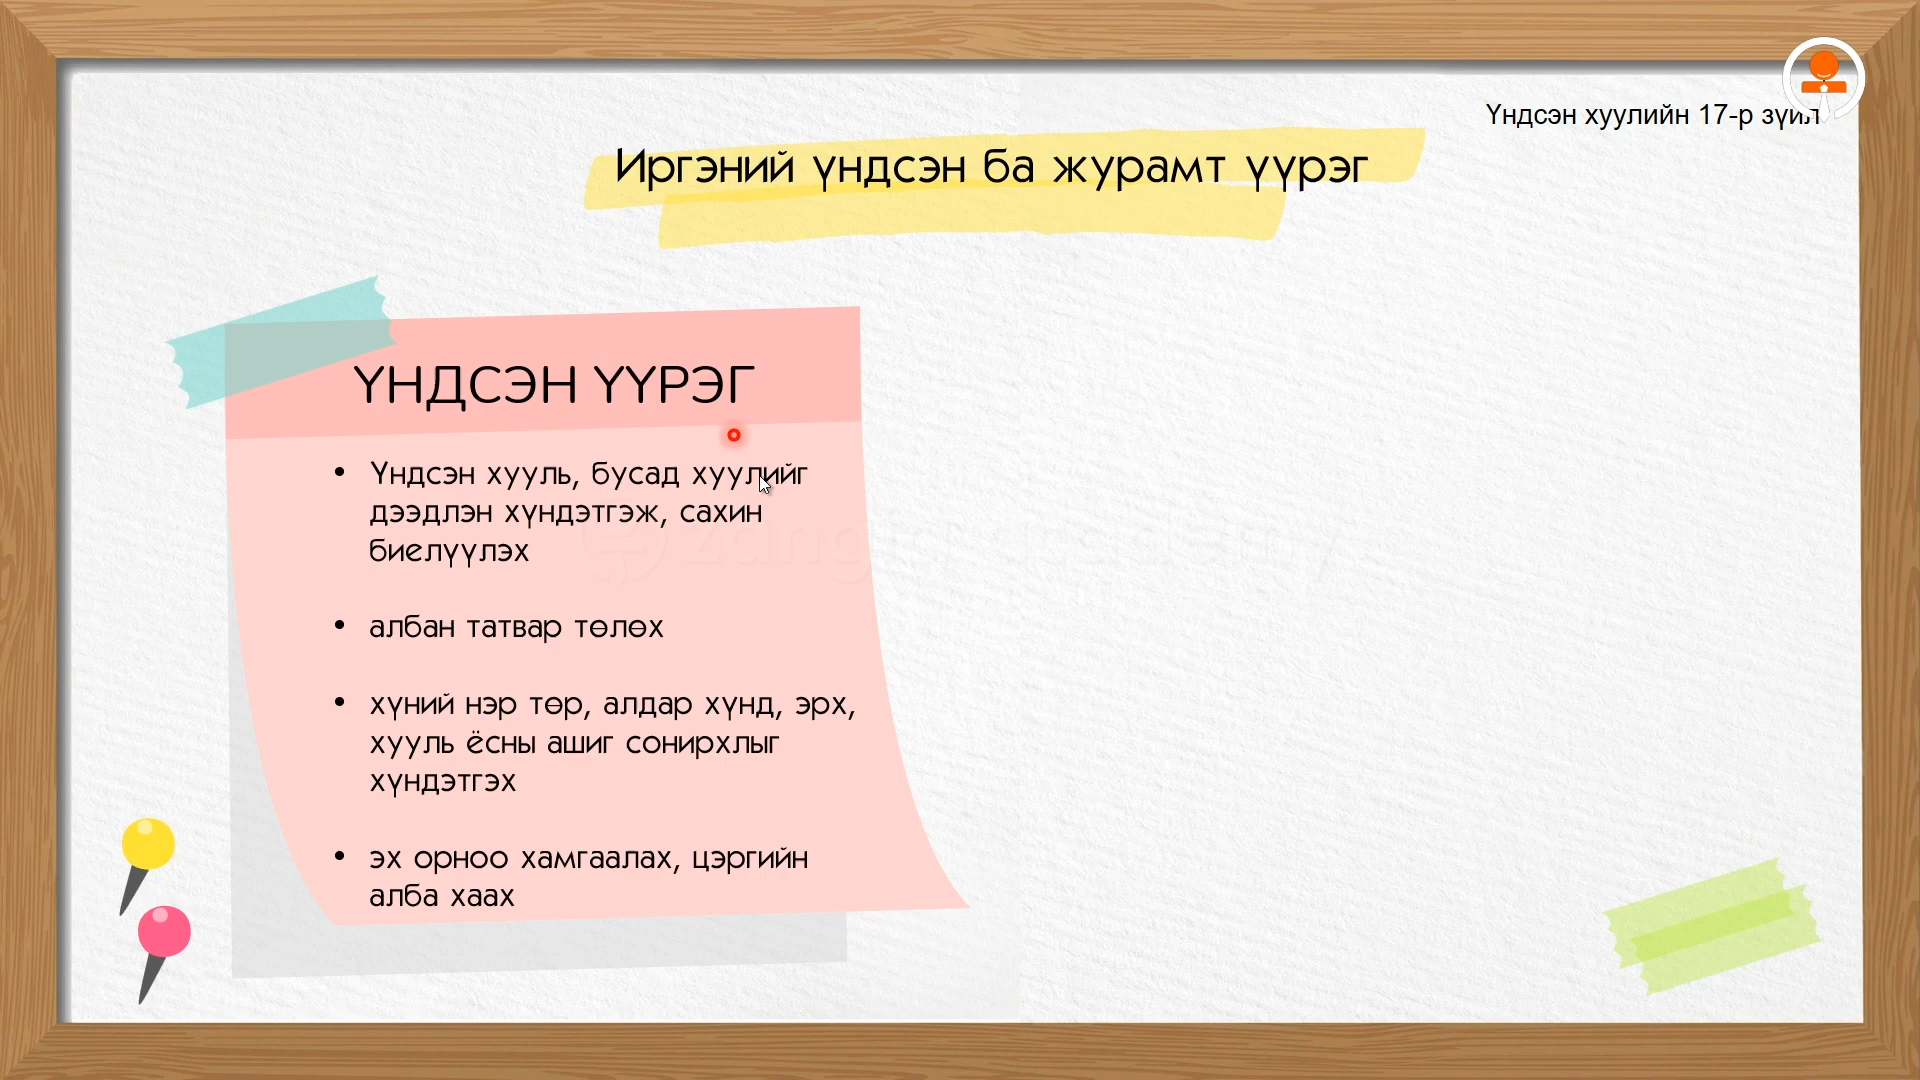 Үндсэн хуулийн 17-р зүйл
Иргэний үндсэн ба журамт үүрэг
ҮНДСЭН ҮҮРЭГ
• Үндсэн хууль, бусад хуулийг
дээдлэн хүндэтгэж, сахин
биелүүлэх
• албан татвар төлөх
• хүний нэр төр, алдар хүнд, эрх,
хууль ёсны ашиг сонирхлыг
хүндэтгэх
• эх орноо хамгаалах, цэргийн
алба хаах